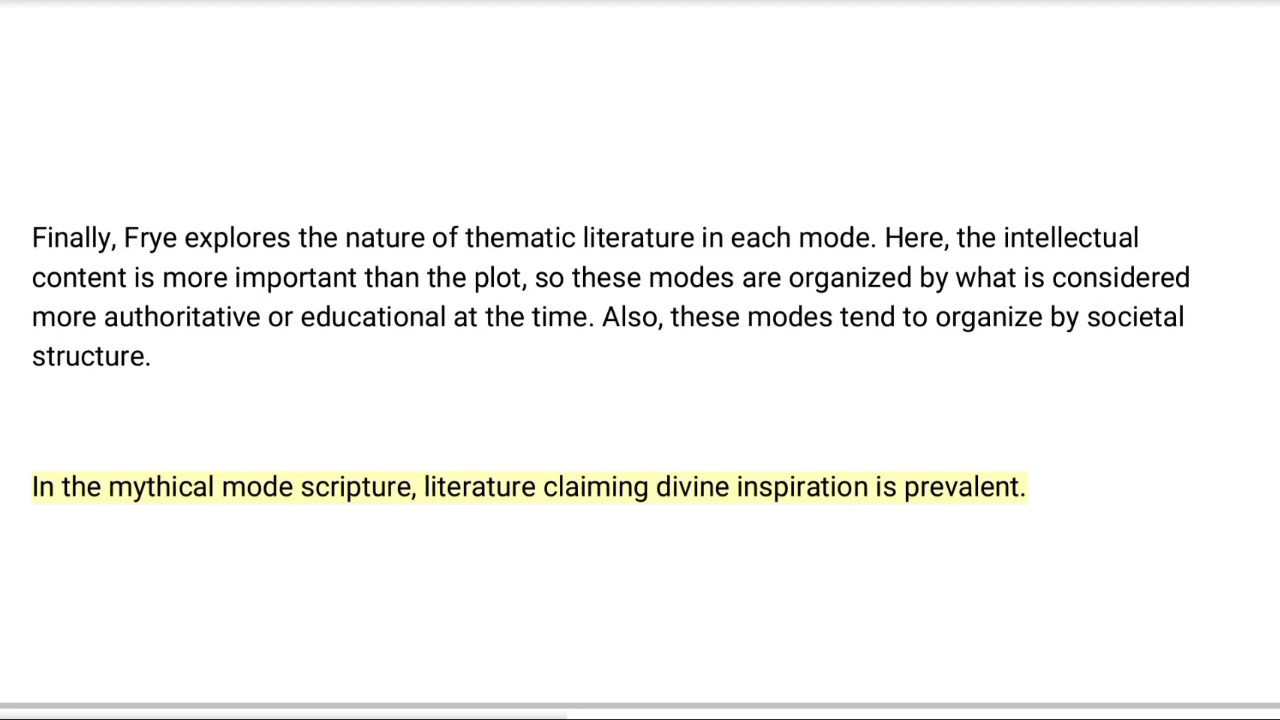 Finally, Frye explores the nature of thematic literature in each mode. Here, the intellectual
content is more important than the plot, so these modes are organized by what is considered
more authoritative or educational at the time. Also, these modes tend to organize by societal
structure.
In the mythical mode scripture, literature claiming divine inspiration is prevalent.